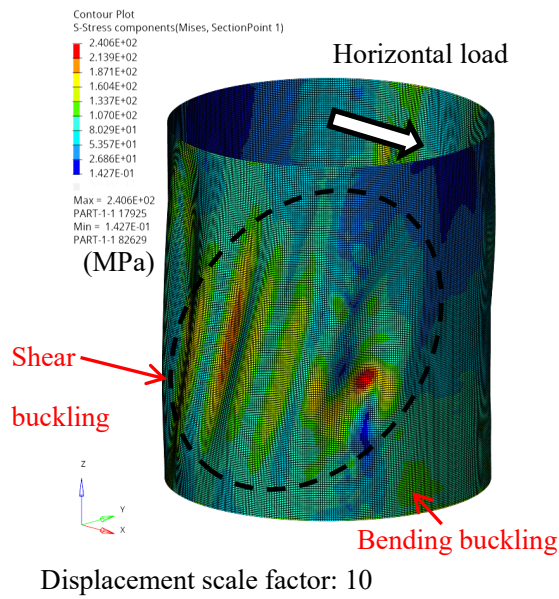 Contour Plot
S-Stress components(Mises, SectionPoint 1)
2.406E+02
2.139E+02
1.871E+02
1.604E+02
1.337E+02
1.070E+02
8.029E+01
5.357E+01
2.686E+01
1.427E-01
Max = 2.406E+02
PART-1-1 17925
Min = 1.427E-01
PART-1-1 82629
(MPa)
Horizontal load
Shear
buckling
Bending buckling
Z
Y
X
Displacement scale factor: 10